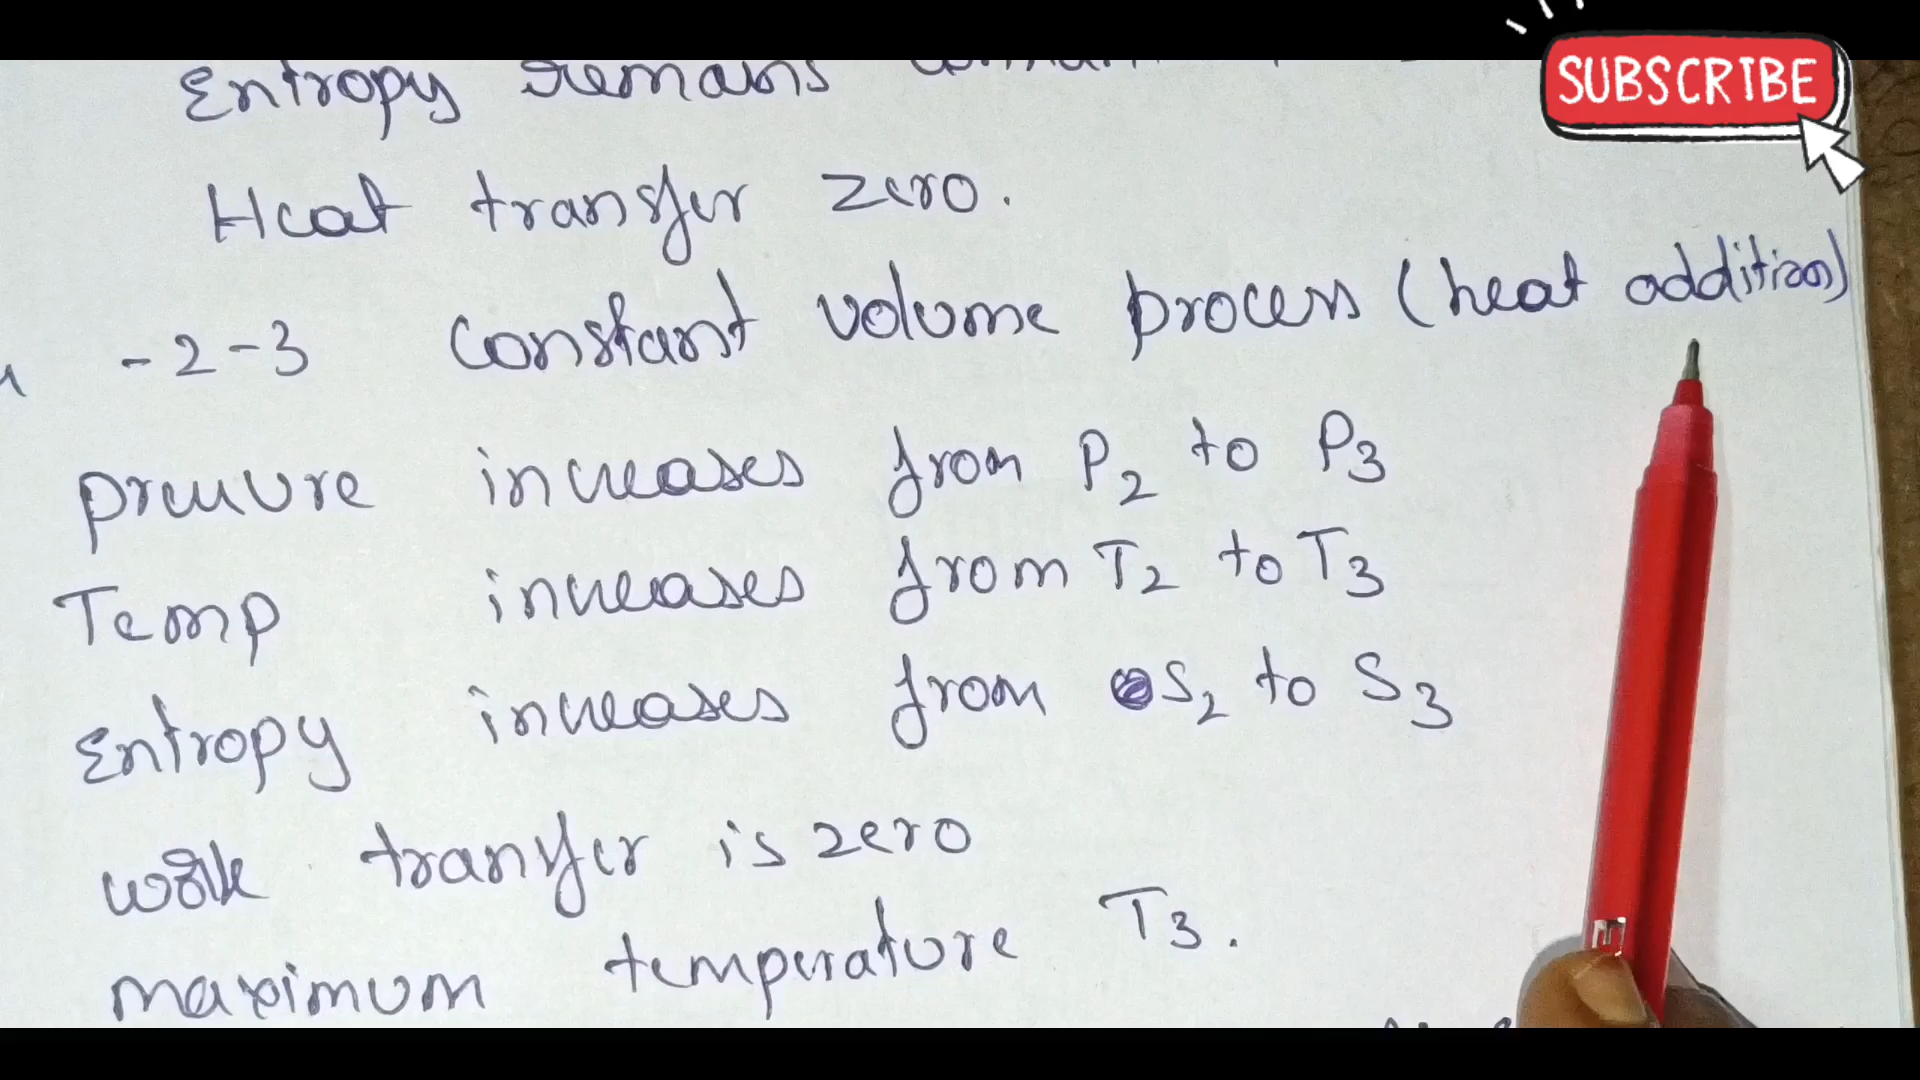 SUBSCRIBE
Entropy remains
Heat transfer zero.
-2-3 constant volume process (heat addition)
pressure increases from P2 to P3
Temp increases from T2 to T3
Entropy increases from S2 to S3
work transfer is zero
maximum temperature T3.